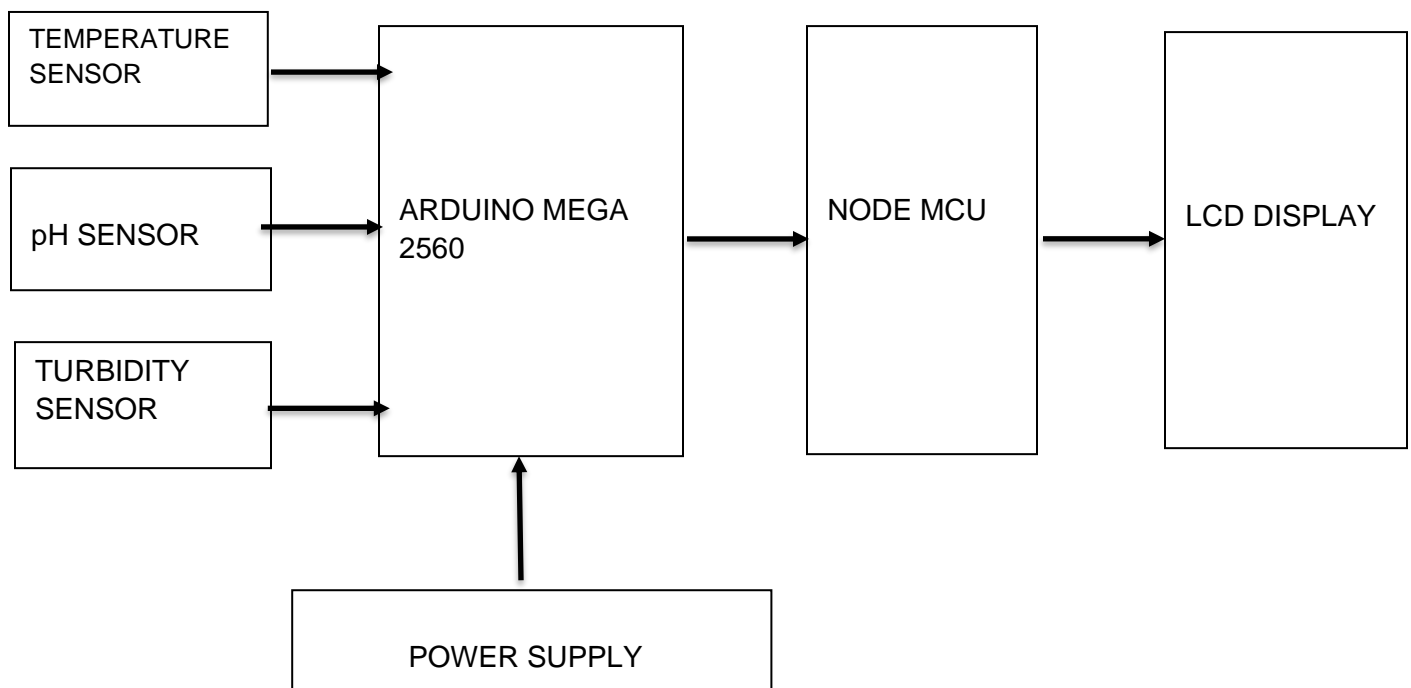 TEMPERATURE
SENSOR
pH SENSOR
TURBIDITY
SENSOR
ARDUINO MEGA
2560
NODE MCU
LCD DISPLAY
POWER SUPPLY